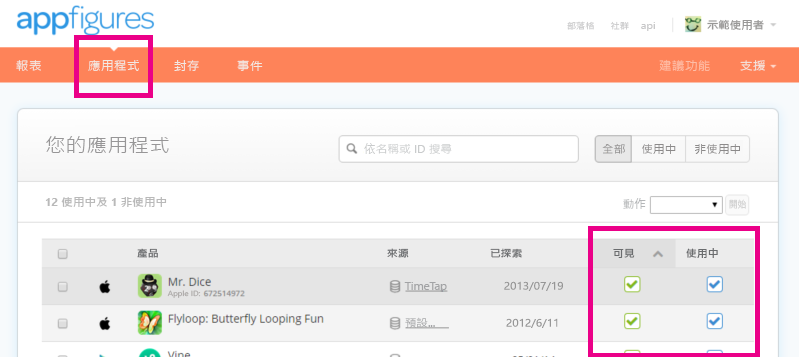 appfigures
部落格 社群 api 示範使用者
報表 應用程式 封存 事件 建議功能 支援
您的應用程式 依名稱或 ID 搜尋 全部 使用中 非使用中
12 使用中及 1 非使用中 動作 開始
產品 來源 已探索 可見 使用中
Mr. Dice TimeTap 2013/07/19
Apple ID: 672514972
Flyloop: Butterfly Looping Fun 預設... 2012/6/11
Vine